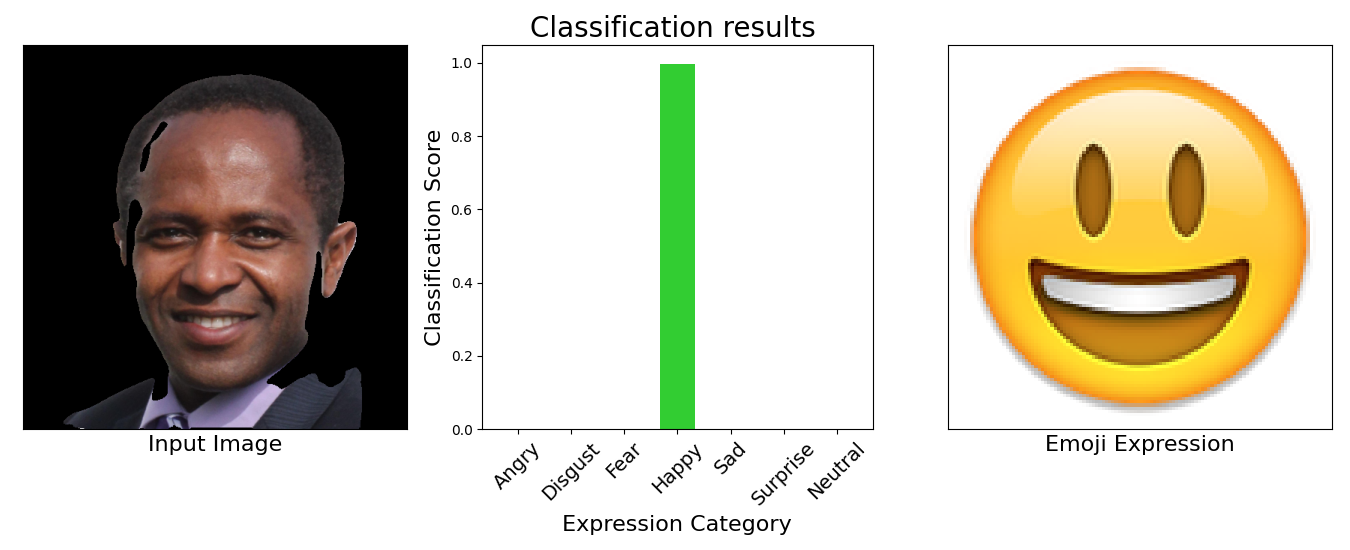 Classification results
Classification Score
1.0
0.8
0.6
0.4
0.2
0.0
Angry
Disgust
Fear
Happy
Sad
Surprise
Neutral
Expression Category
Input Image
Emoji Expression